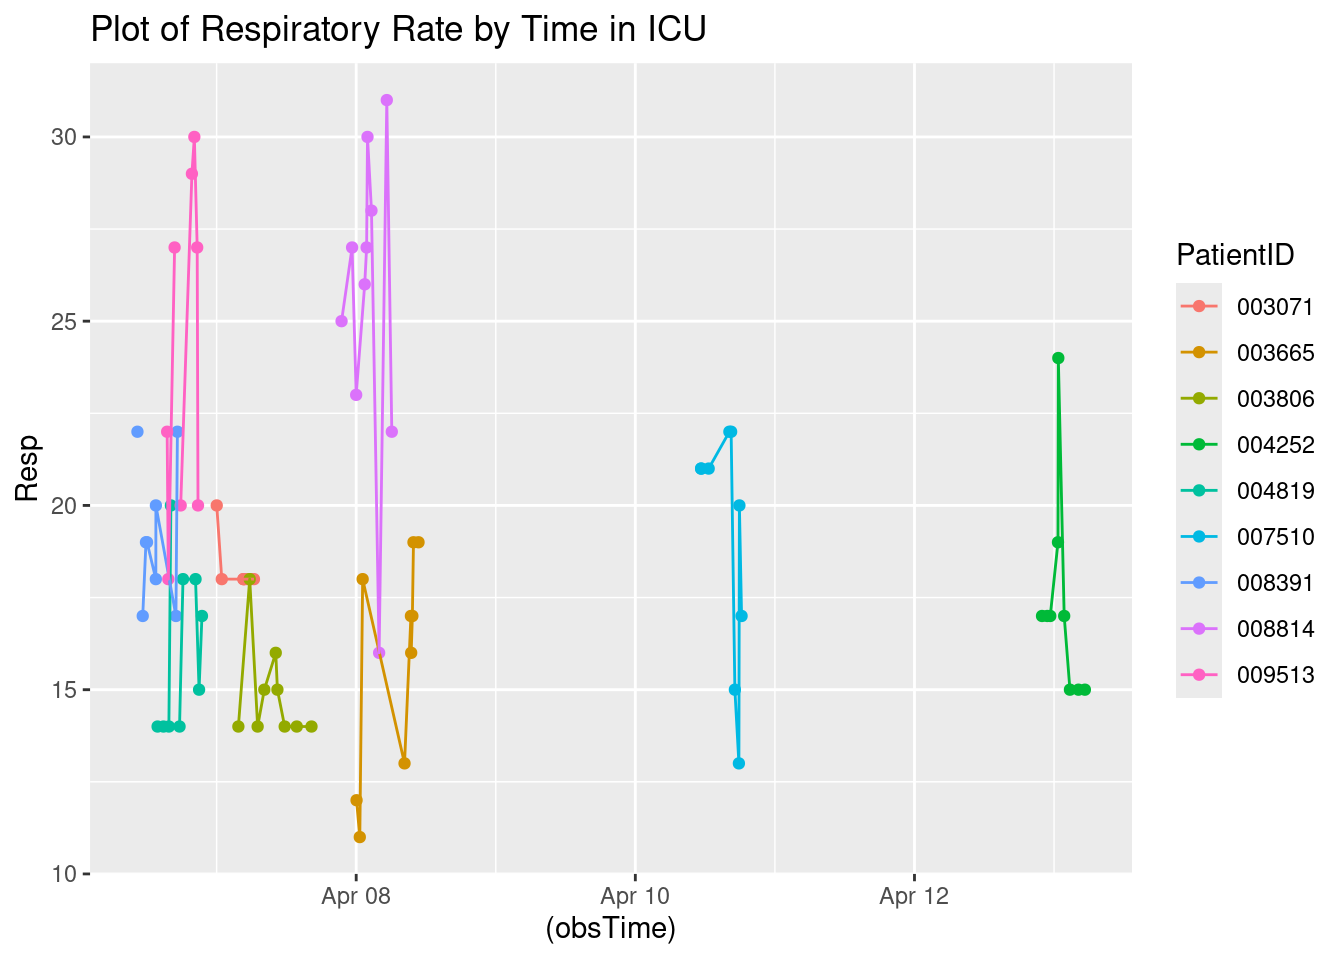 Plot of Respiratory Rate by Time in ICU
Resp
30
25
20
15
10
Apr 08
Apr 10
Apr 12
(obsTime)
PatientID
003071
003665
003806
004252
004819
007510
008391
008814
009513